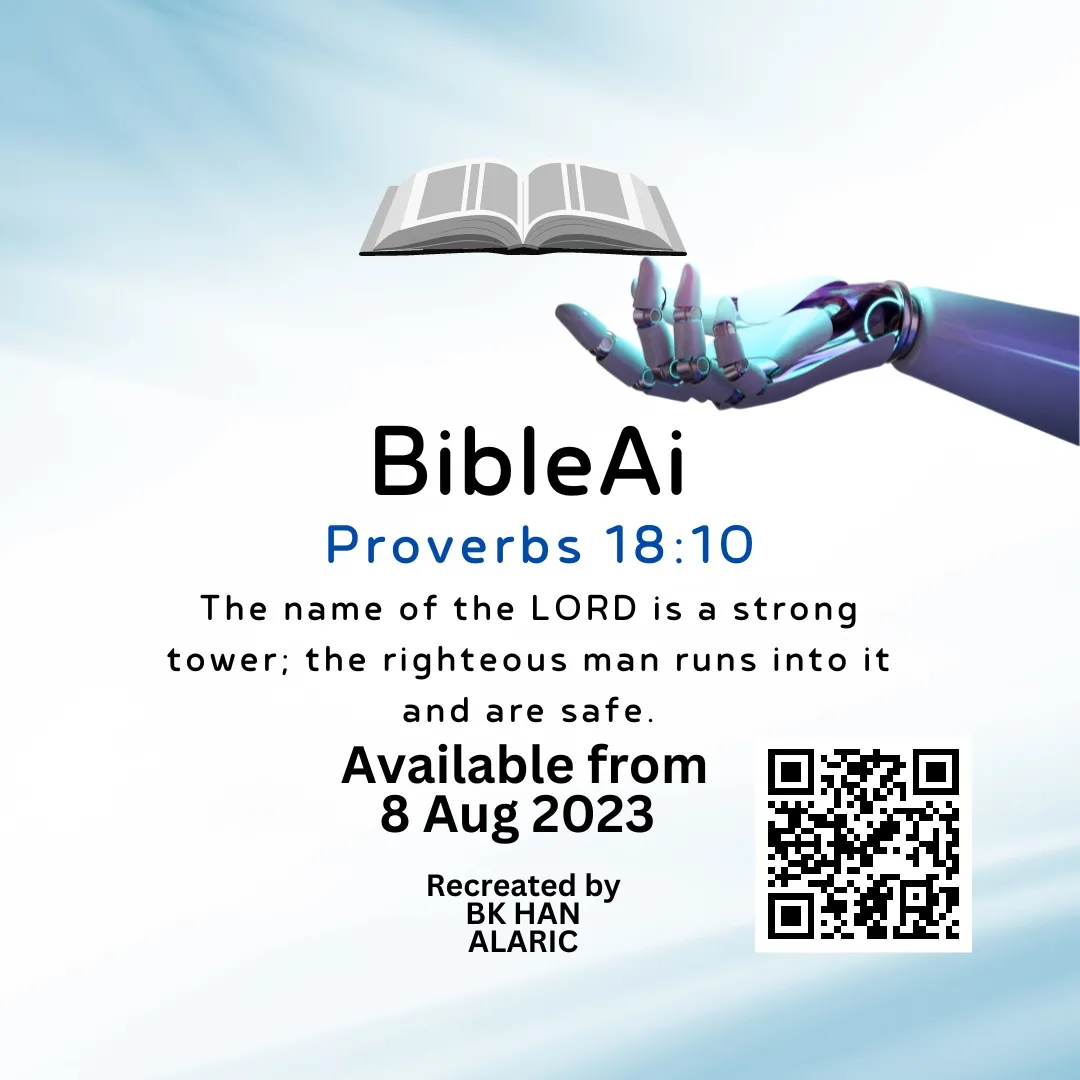 BibleAi
Proverbs 18:10
The name of the LORD is a strong
tower; the righteous man runs into it
and are safe.
Available from
8 Aug 2023
Recreated by
BK HAN
ALARIC